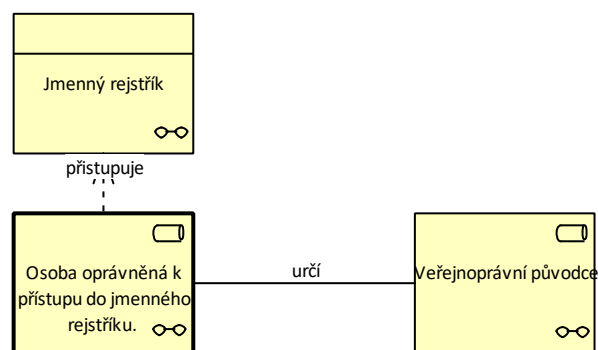 Jmenný rejstřík
přistupuje
Osoba oprávněná k
přístupu do jmenného
rejstříku.
určí
Veřejnoprávní původce